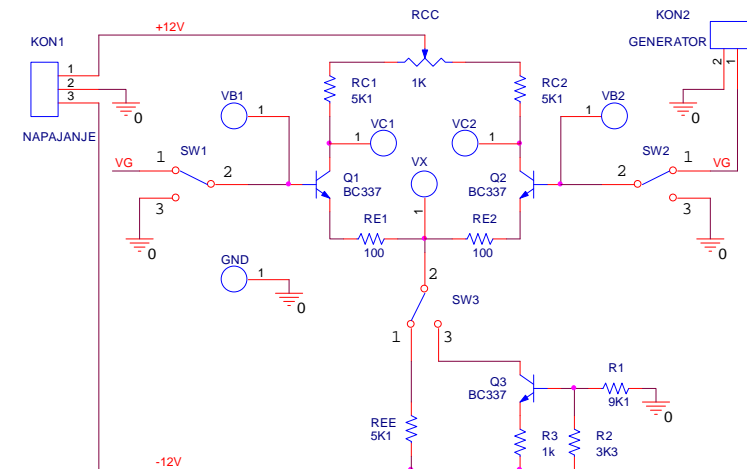 RCC
KON2
KON1
+12V
GENERATOR
1
2
3
0
NAPAJANJE
2
1
0
RC1
5K1
1K
RC2
5K1
VB1
1
VC1
1
VC2
1
VB2
1
VG
1
SW1
2
3
0
Q1
BC337
VX
1
Q2
BC337
SW2
1
2
VG
3
0
RE1
100
RE2
100
GND
1
0
2
SW3
1
3
Q3
BC337
R1
9K1
0
REE
5K1
R3
1k
R2
3K3
-12V